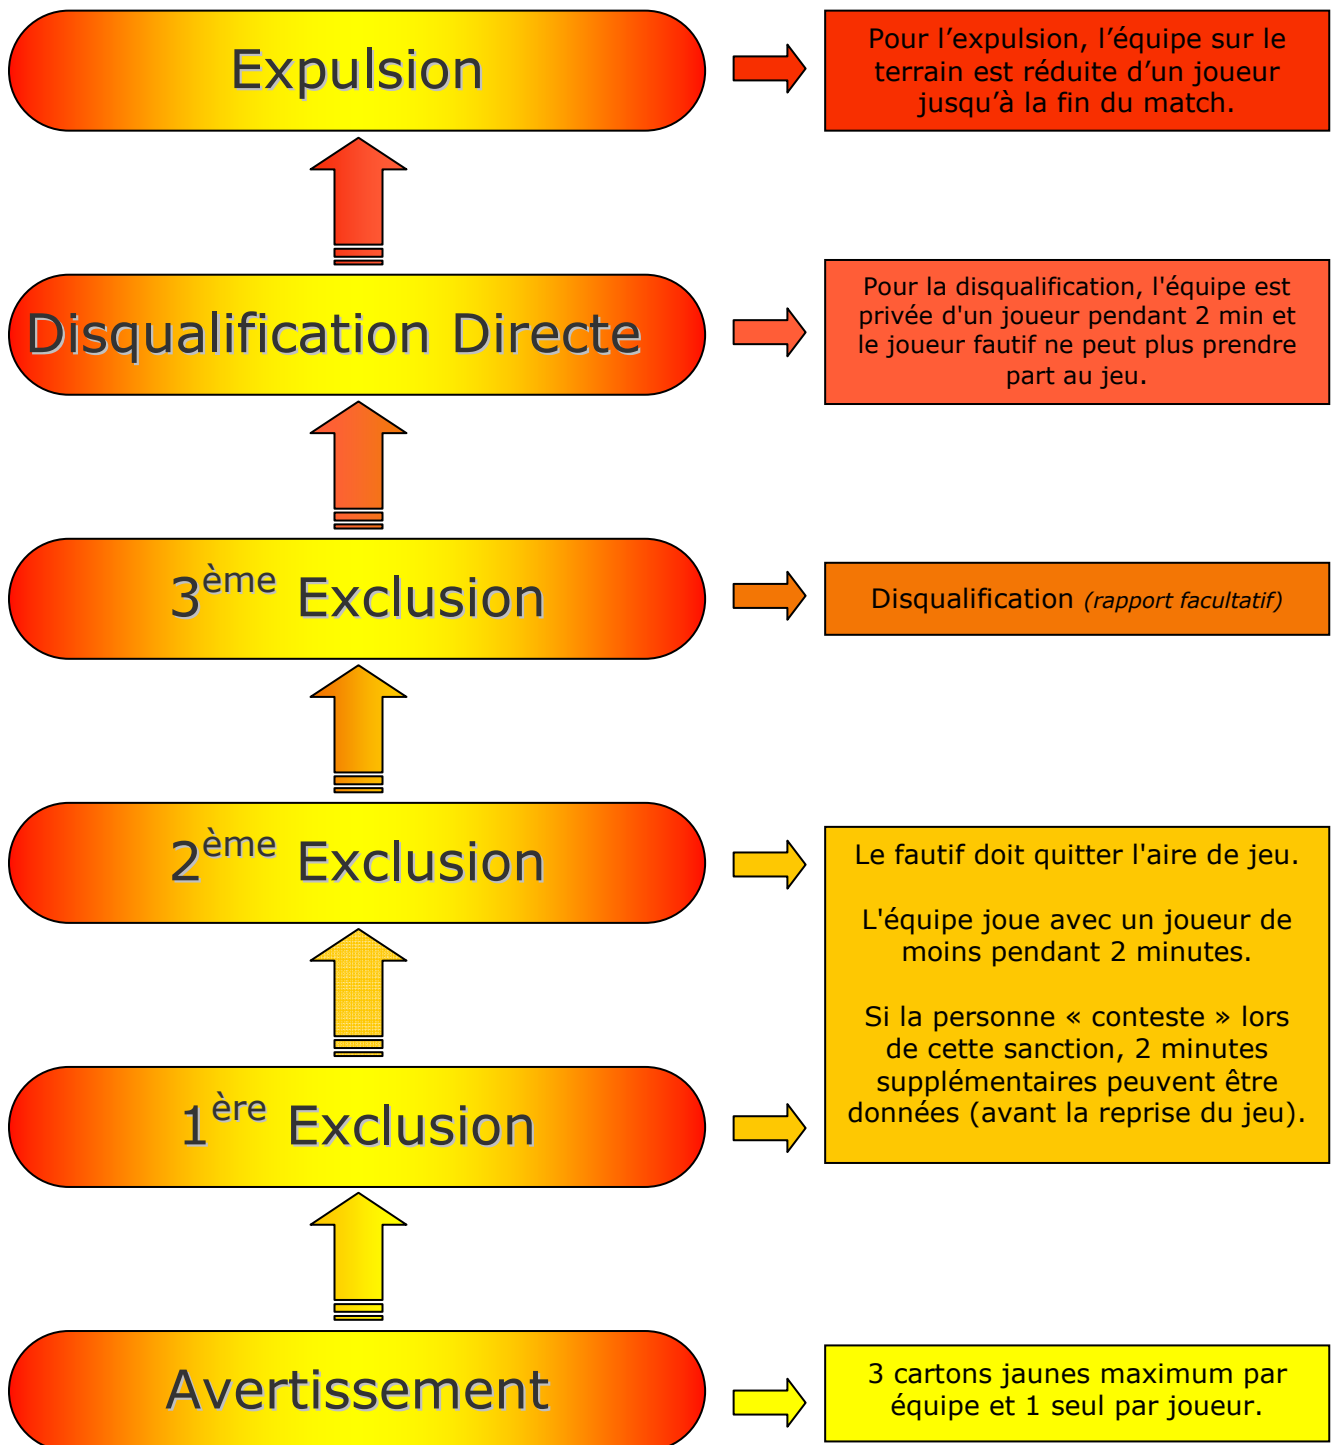 Expulsion
Pour l’expulsion, l’équipe sur le
terrain est réduite d’un joueur
jusqu’à la fin du match.
Disqualification Directe
Pour la disqualification, l'équipe est
privée d'un joueur pendant 2 min et
le joueur fautif ne peut plus prendre
part au jeu.
3ème Exclusion
Disqualification (rapport facultatif)
2ème Exclusion
Le fautif doit quitter l'aire de jeu.
L'équipe joue avec un joueur de
moins pendant 2 minutes.
Si la personne « conteste » lors
de cette sanction, 2 minutes
supplémentaires peuvent être
données (avant la reprise du jeu).
1ère Exclusion
Avertissement
3 cartons jaunes maximum par
équipe et 1 seul par joueur.